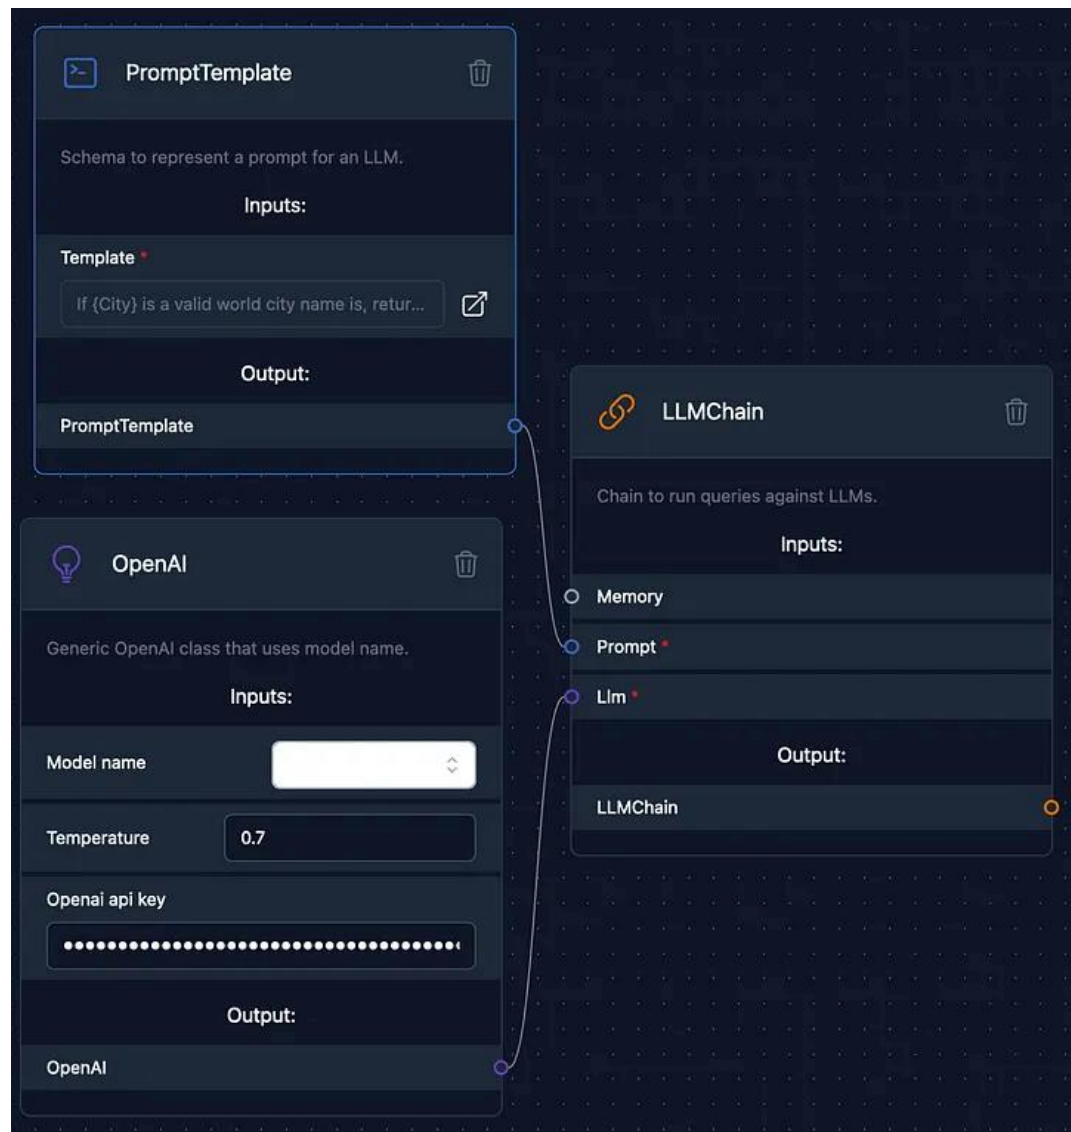 PromptTemplate
Schema to represent a prompt for an LLM.
Inputs:
Template *
If {City} is a valid world city name is, retur...
Output:
PromptTemplate
OpenAI
Generic OpenAI class that uses model name.
Inputs:
Model name
Temperature
0.7
Openai api key
Output:
OpenAI
LLMChain
Chain to run queries against LLMs.
Inputs:
Memory
Prompt *
Llm *
Output:
LLMChain